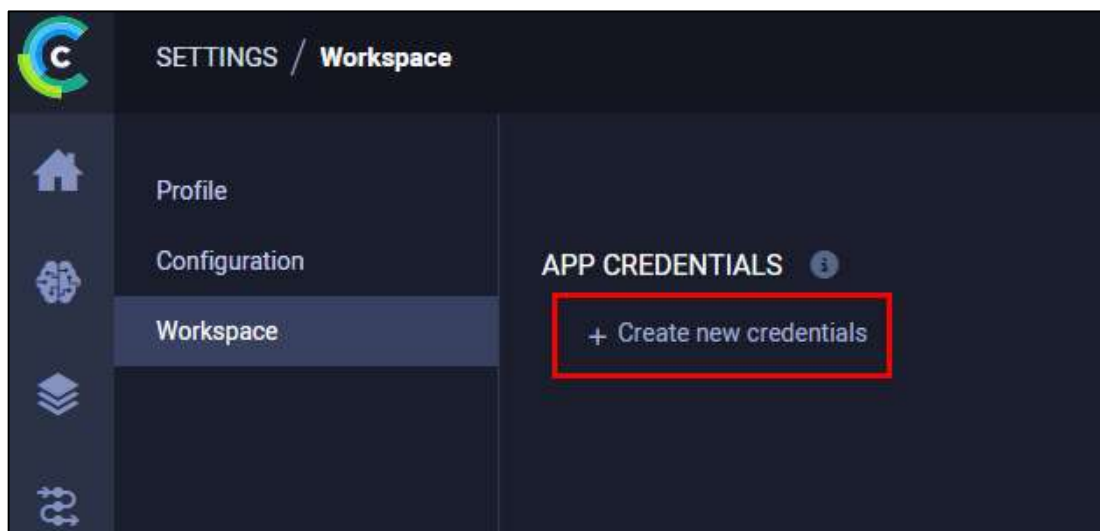 C
SETTINGS / Workspace
Profile
Configuration
Workspace
APP CREDENTIALS
+ Create new credentials